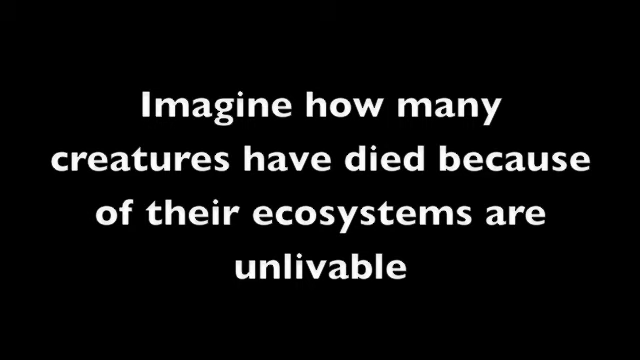 Imagine how many
creatures have died because
of their ecosystems are
unlivable